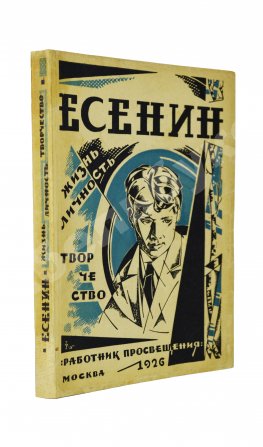 ЕСЕНИН
ЖИЗНЬ
ЛИЧНОСТЬ
ТВОР
ЧЕ
СТВО
:РАБОТНИК ПРОСВЕЩЕНИЯ:
МОСКВА 1926
ЕСЕНИН ЖИЗНЬ ЛИЧНОСТЬ ТВОРЧЕСТВО